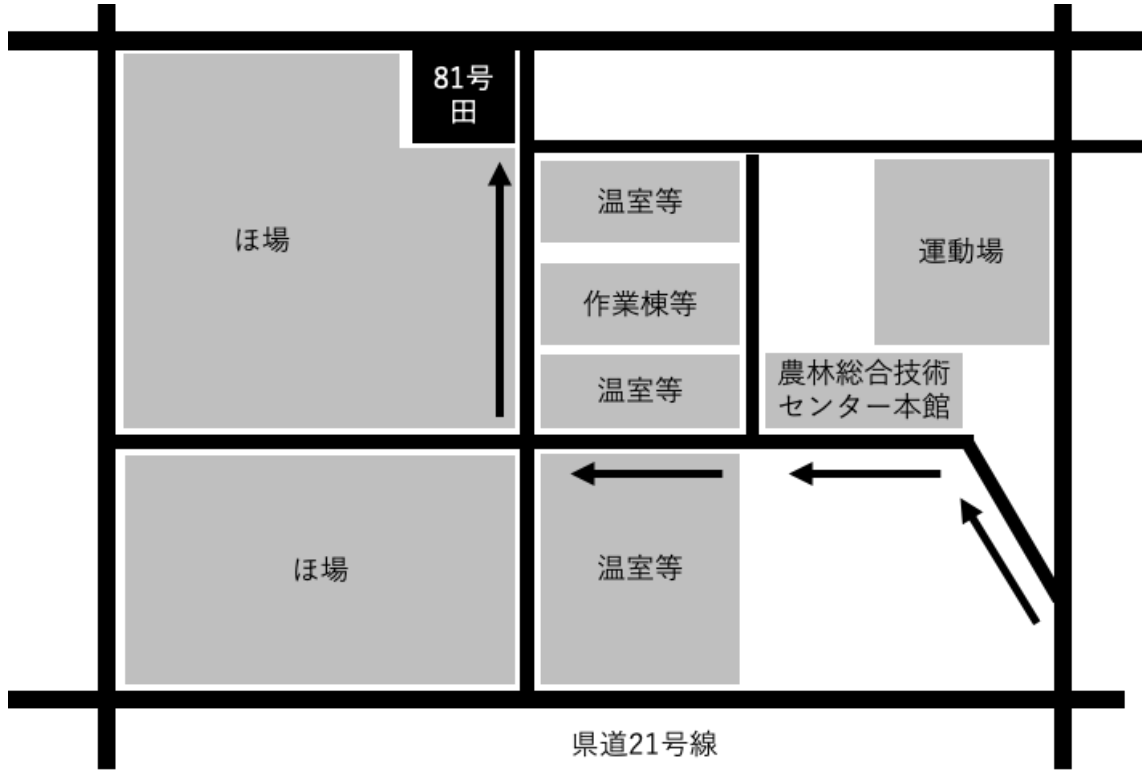 81号
田
温室等
ほ場
運動場
作業棟等
温室等
農林総合技術
センター本館
ほ場
温室等
県道21号線